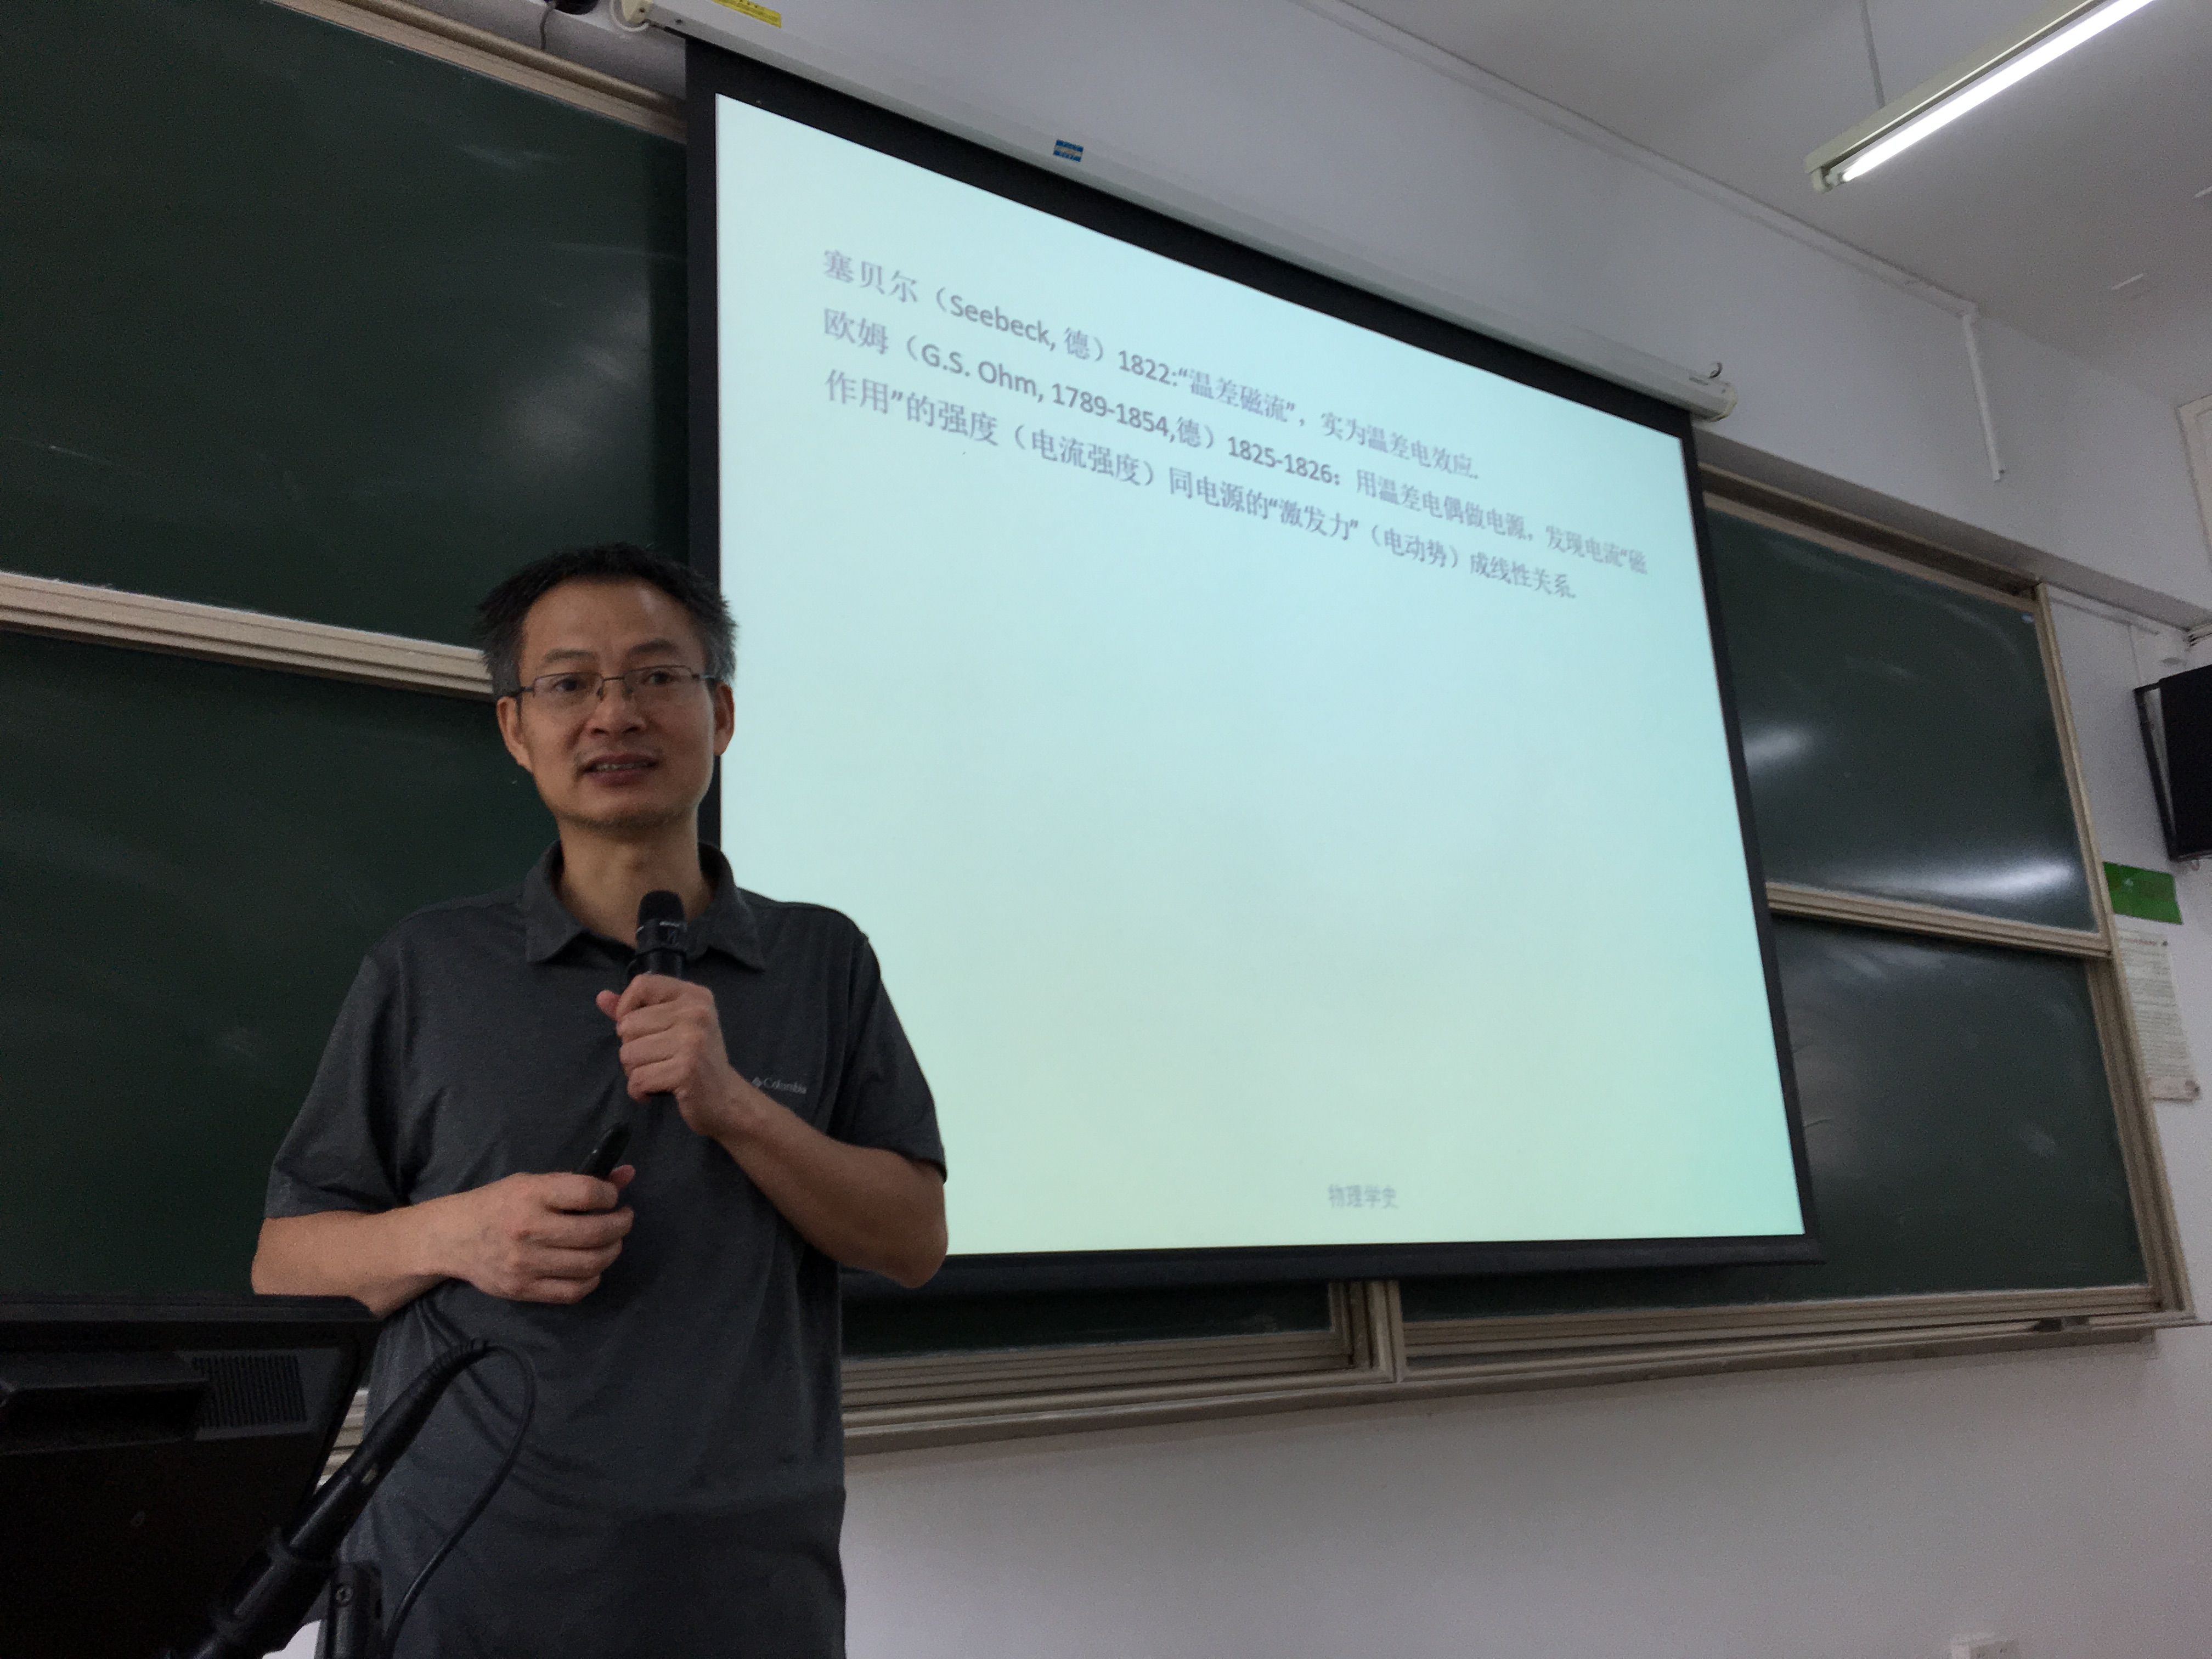 塞贝尔（Seebeck, 德）1822:“温差磁流”，实为温差电效应.
欧姆（G.S. Ohm, 1789-1854,德）1825-1826：用温差电偶做电源，发现电流“磁
作用”的强度（电流强度）同电源的“激发力”（电动势）成线性关系.
物理学史
Columbia